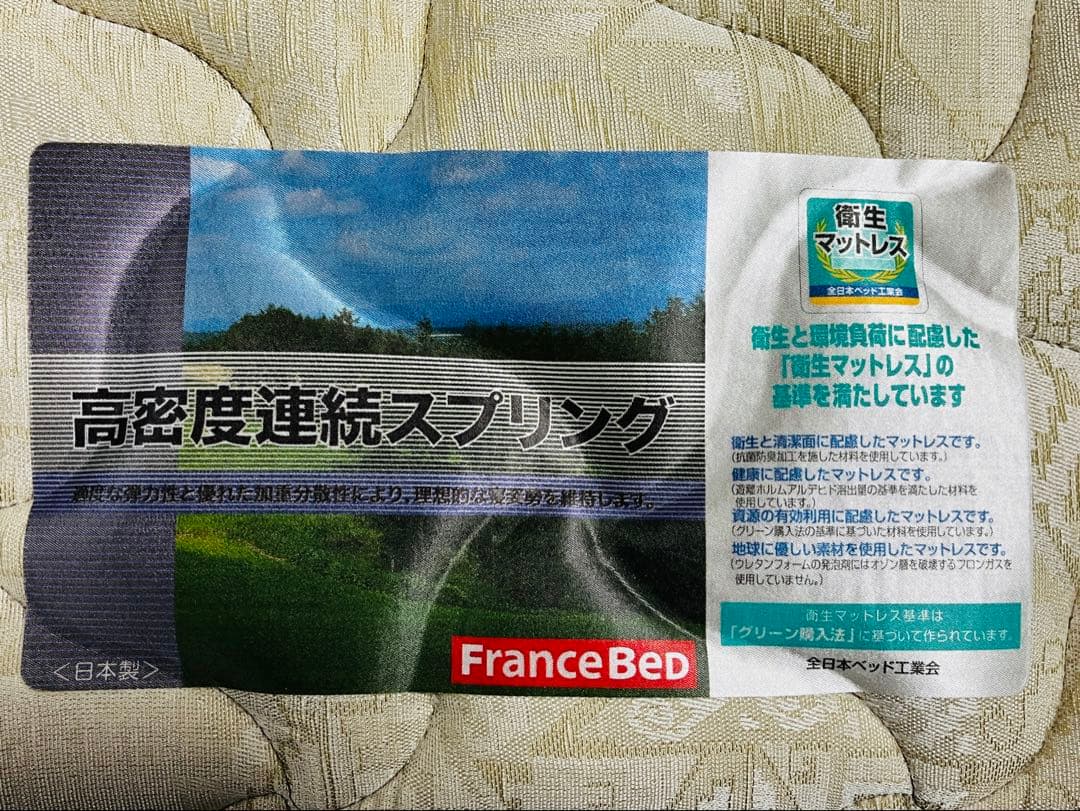 高密度連続スプリング
適度な弾力性と優れた加重分散性により、理想的な寝姿勢を維持します。
<日本製>
FRANCEBED
衛生
マットレス
全日本ベッド工業会
衛生と環境負荷に配慮した
「衛生マットレス」の
基準を満たしています
衛生と清潔面に配慮したマットレスです。
(抗菌防臭加工を施した材料を使用しています。)
健康に配慮したマットレスです。
(遊離ホルムアルデヒド溶出量の基準を満たした材料を
使用しています。)
資源の有効利用に配慮したマットレスです。
(グリーン購入法の基準に基づいた材料を使用しています。)
地球に優しい素材を使用したマットレスです。
(ウレタンフォームの発泡剤にはオゾン層を破壊するフロンガスを
使用していません。)
衛生マットレス基準は
「グリーン購入法」に基づいて作られています。
全日本ベッド工業会